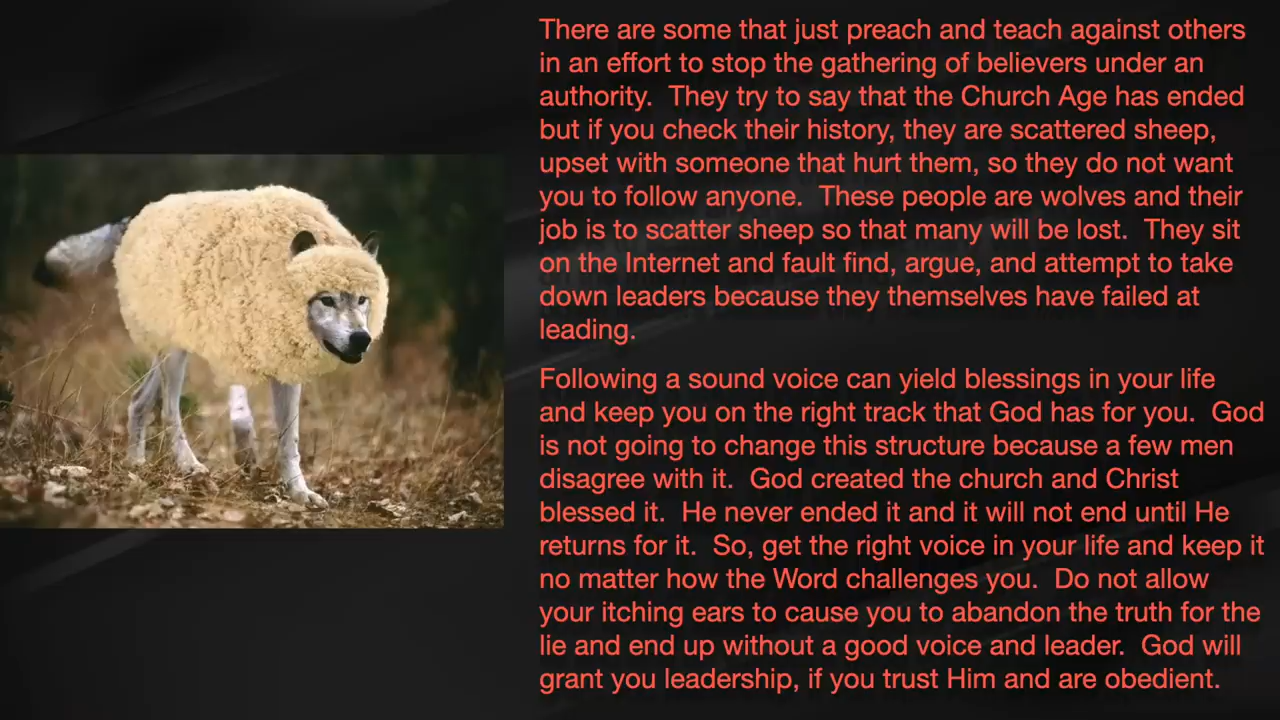 There are some that just preach and teach against others
in an effort to stop the gathering of believers under an
authority.  They try to say that the Church Age has ended
but if you check their history, they are scattered sheep,
upset with someone that hurt them, so they do not want
you to follow anyone.  These people are wolves and their
job is to scatter sheep so that many will be lost.  They sit
on the Internet and fault find, argue, and attempt to take
down leaders because they themselves have failed at
leading.
Following a sound voice can yield blessings in your life
and keep you on the right track that God has for you.  God
is not going to change this structure because a few men
disagree with it.  God created the church and Christ
blessed it.  He never ended it and it will not end until He
returns for it.  So, get the right voice in your life and keep it
no matter how the Word challenges you.  Do not allow
your itching ears to cause you to abandon the truth for the
lie and end up without a good voice and leader.  God will
grant you leadership, if you trust Him and are obedient.